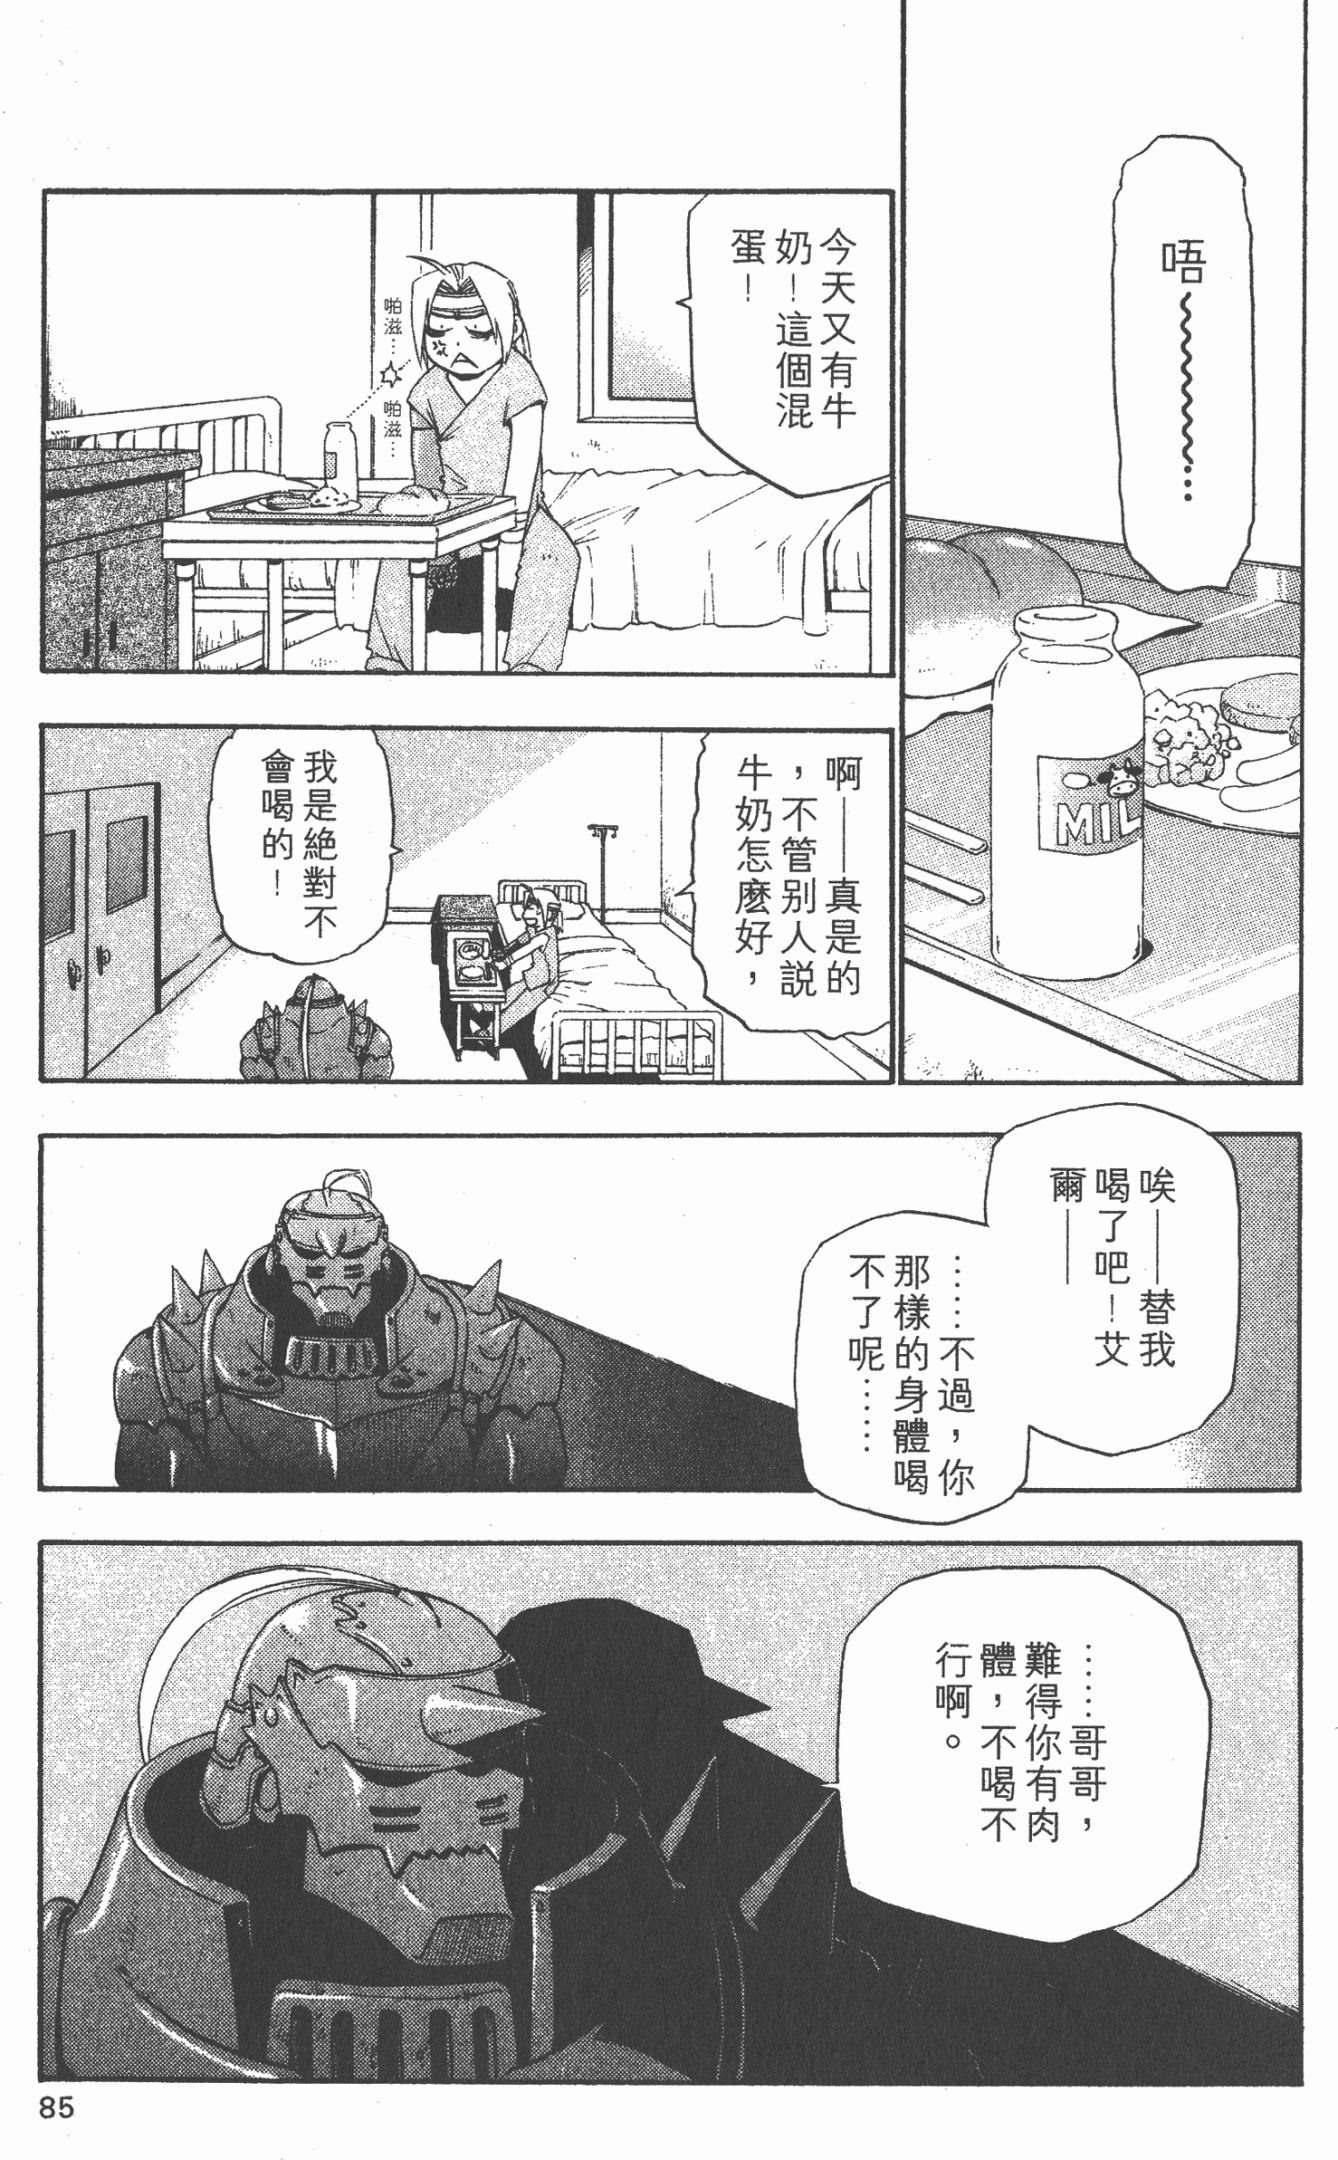 唔～～～～～…
MIL
今天又有牛
奶！這個混
蛋！
啪滋…
啪滋…
啊——真是的
，不管別人說
牛奶怎麼好，
我是絕對不
會喝的！
唉——替我
喝了吧！艾
爾——
……不過，你
那樣的身體喝
不了呢……
……哥哥，
難得你有肉
體，不喝不
行啊。
85